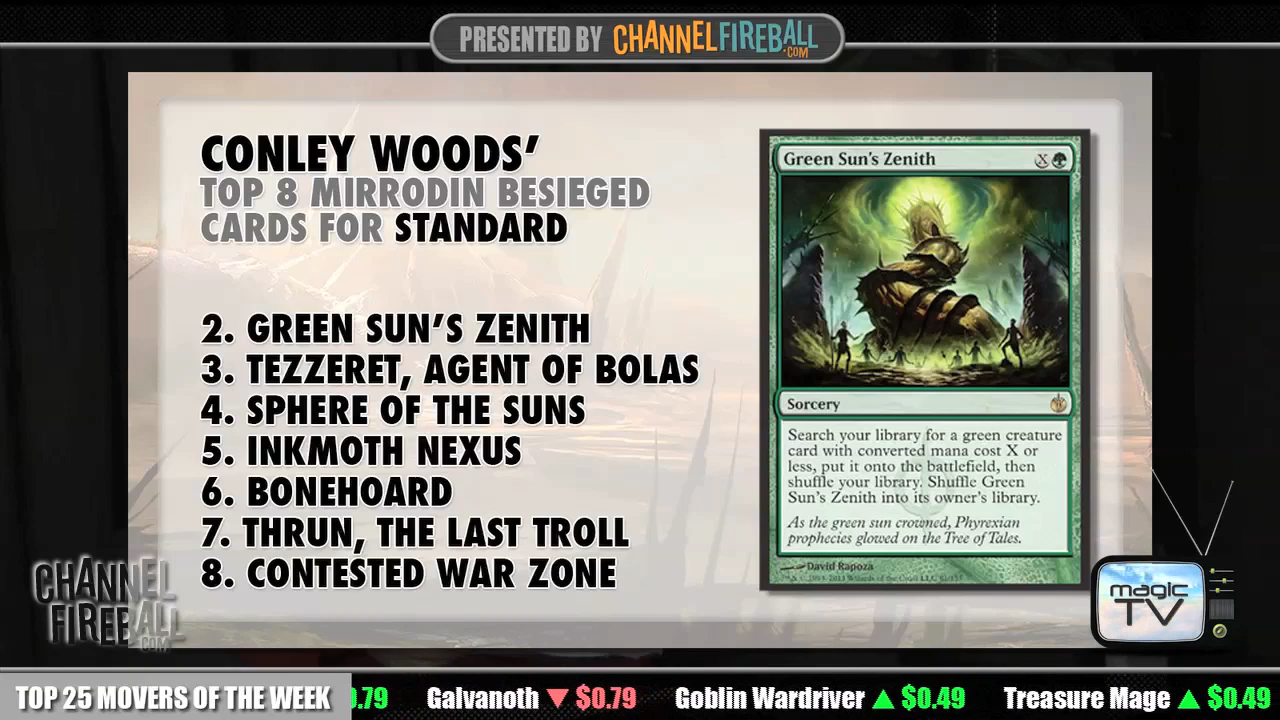 PRESENTED BY CHANNELFIREBALL.COM
CONLEY WOODS'
TOP 8 MIRRODIN BESIEGED
CARDS FOR STANDARD
2. GREEN SUN'S ZENITH
3. TEZZERET, AGENT OF BOLAS
4. SPHERE OF THE SUNS
5. INKMOTH NEXUS
6. BONEHOARD
7. THRUN, THE LAST TROLL
8. CONTESTED WAR ZONE
Green Sun's Zenith X
Sorcery
Search your library for a green creature
card with converted mana cost X or
less, put it onto the battlefield, then
shuffle your library. Shuffle Green
Sun's Zenith into its owner's library.
As the green sun crowned, Phyrexian
prophecies glowed on the Tree of Tales.
David Rapoza
CHANNEL
FIREBALL
.COM
magic
TV
TOP 25 MOVERS OF THE WEEK 0.79 Galvanoth ▼ $0.79 Goblin Wardriver ▲ $0.49 Treasure Mage ▲ $0.49